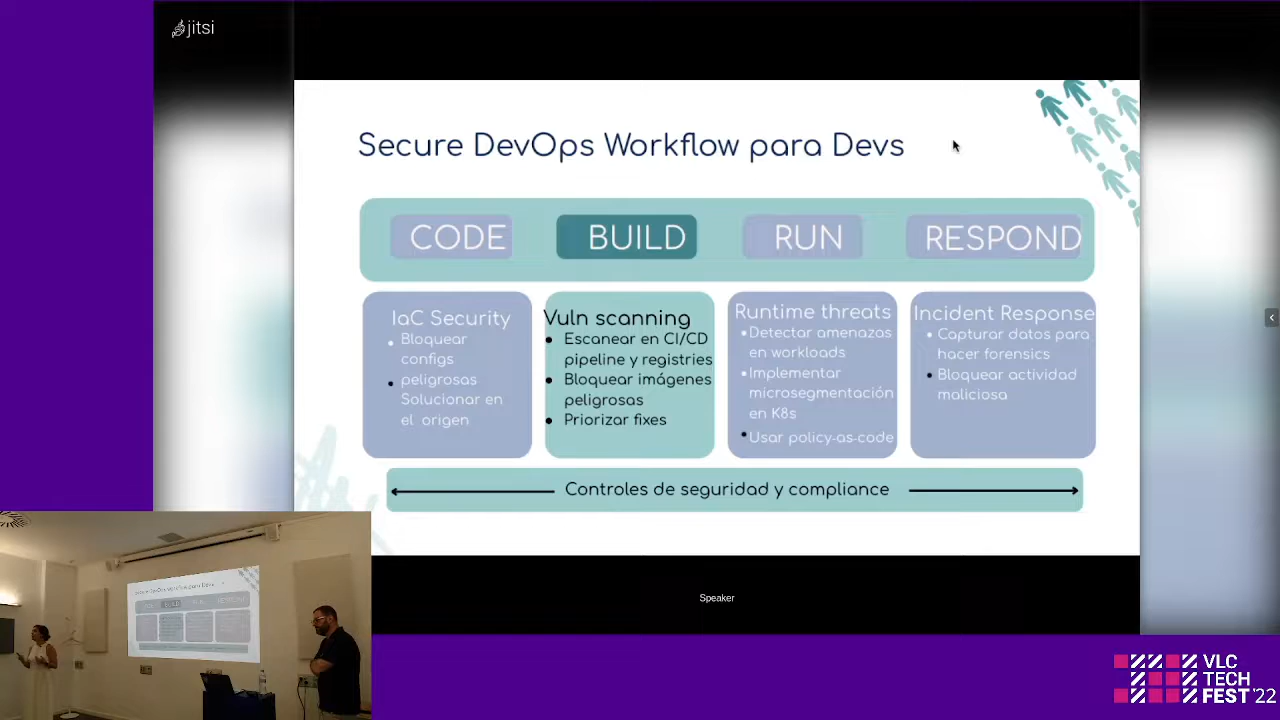 jitsi
Secure DevOps Workflow para Devs
CODE
BUILD
RUN
RESPOND
IaC Security
Bloquear
configs
peligrosas
Solucionar en
el origen
Vuln scanning
Escanear en CI/CD
pipeline y registries
Bloquear imágenes
peligrosas
Priorizar fixes
Runtime threats
Detectar amenazas
en workloads
Implementar
microsegmentación
en K8s
Usar policy-as-code
Incident Response
Capturar datos para
hacer forensics
Bloquear actividad
maliciosa
Controles de seguridad y compliance
Speaker
VLC
TECH
FEST'22